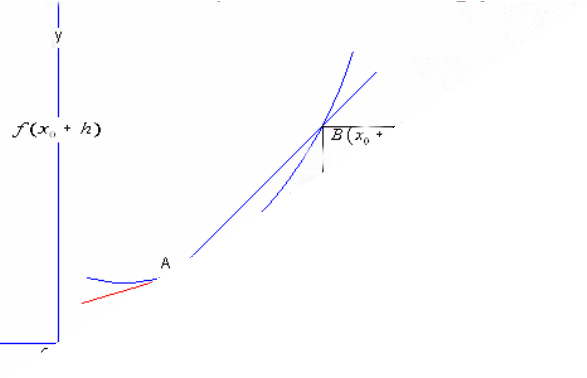 y
f(x₀ + h)
B(x₀ +
A